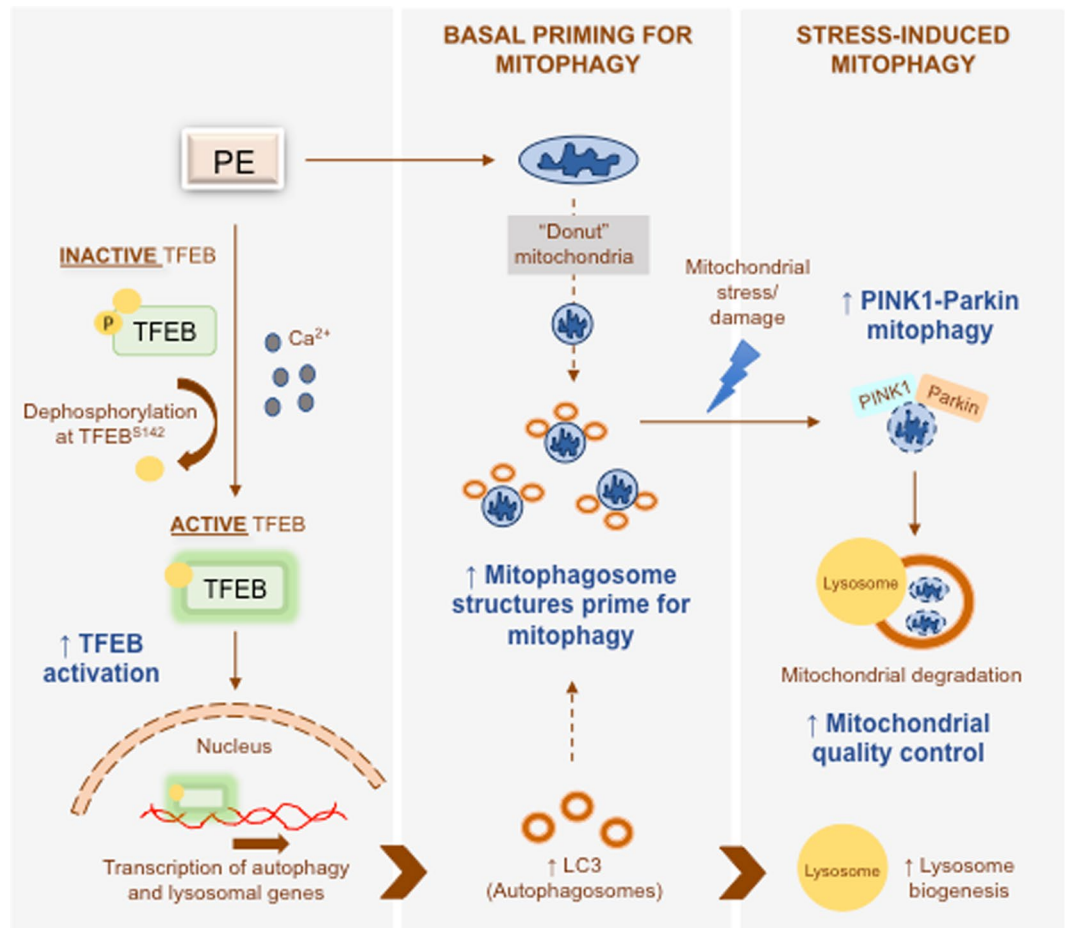 BASAL PRIMING FOR
MITOPHAGY
STRESS-INDUCED
MITOPHAGY
PE
"Donut"
mitochondria
INACTIVE TFEB
P
TFEB
Ca²⁺
Dephosphorylation
at TFEBˢ¹⁴²
Mitochondrial
stress/
damage
↑ PINK1-Parkin
mitophagy
PINK1
Parkin
ACTIVE TFEB
TFEB
↑ TFEB
activation
↑ Mitophagosome
structures prime for
mitophagy
Lysosome
Mitochondrial degradation
↑ Mitochondrial
quality control
Nucleus
Transcription of autophagy
and lysosomal genes
↑ LC3
(Autophagosomes)
Lysosome
↑ Lysosome
biogenesis